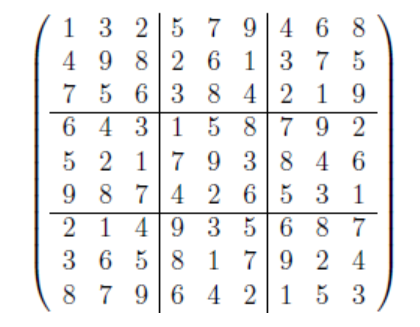 1 3 2 5 7 9 4 6 8
4 9 8 2 6 1 3 7 5
7 5 6 3 8 4 2 1 9
6 4 3 1 5 8 7 9 2
5 2 1 7 9 3 8 4 6
9 8 7 4 2 6 5 3 1
2 1 4 9 3 5 6 8 7
3 6 5 8 1 7 9 2 4
8 7 9 6 4 2 1 5 3